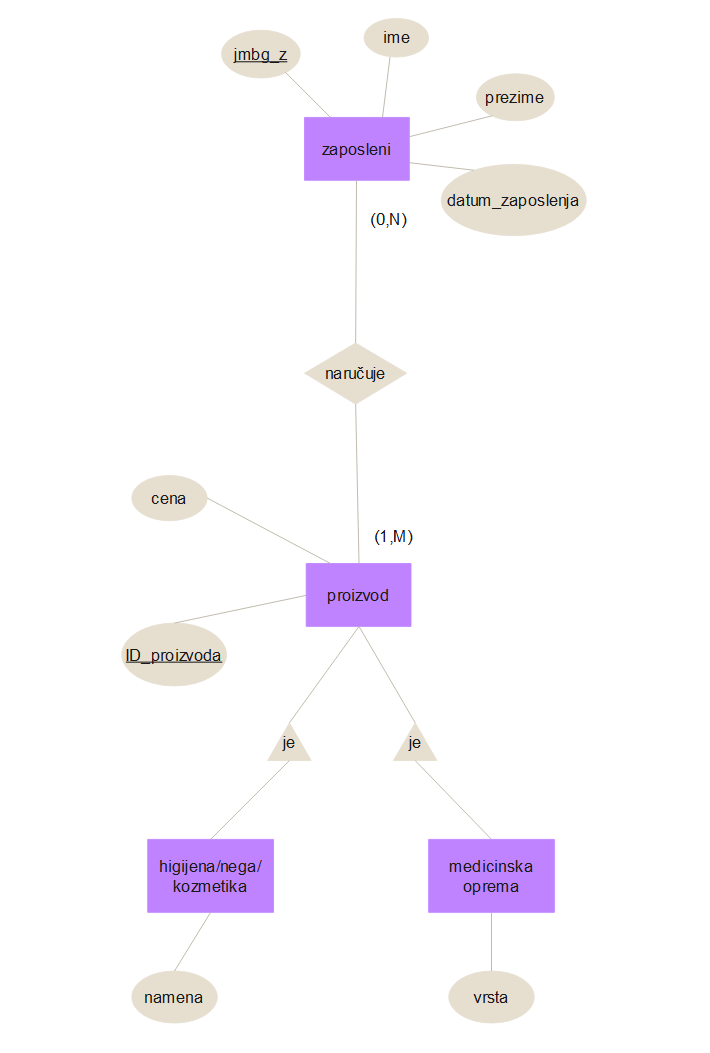 ime
jmbg_z
prezime
zaposleni
datum_zaposlenja
(0,N)
naručuje
cena
(1,M)
proizvod
ID_proizvoda
je
je
higijena/nega/
kozmetika
medicinska
oprema
namena
vrsta